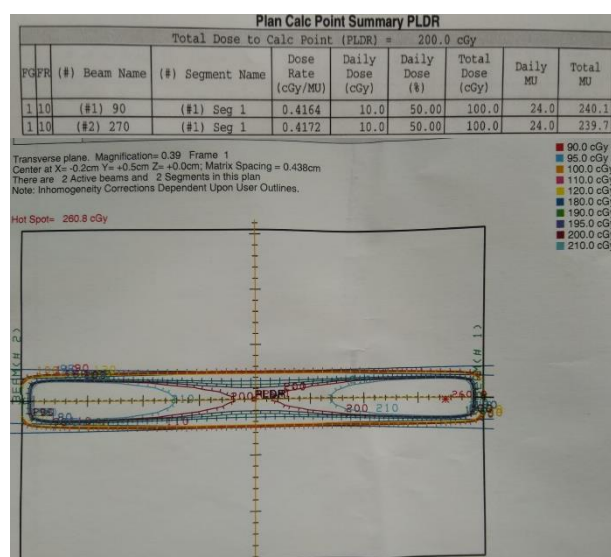 Plan Calc Point Summary PLDR
Total Dose to Calc Point (PLDR) = 200.0 cGy
FG FR (#) Beam Name (#) Segment Name Dose Rate (cGy/MU) Daily Dose (cGy) Daily Dose (%) Total Dose (cGy) Daily MU Total MU
1 10 (#1) 90 (#1) Seg 1 0.4164 10.0 50.00 100.0 24.0 240.1
1 10 (#2) 270 (#1) Seg 1 0.4172 10.0 50.00 100.0 24.0 239.7
Transverse plane. Magnification= 0.39 Frame 1
Center at X= -0.2cm Y= +0.5cm Z= +0.0cm; Matrix Spacing = 0.438cm
There are 2 Active beams and 2 Segments in this plan
Note: Inhomogeneity Corrections Dependent Upon User Outlines.
90.0 cGy
95.0 cGy
100.0 cGy
110.0 cGy
120.0 cGy
180.0 cGy
190.0 cGy
195.0 cGy
200.0 cGy
210.0 cGy
Hot Spot= 260.8 cGy
PLDR
200 210